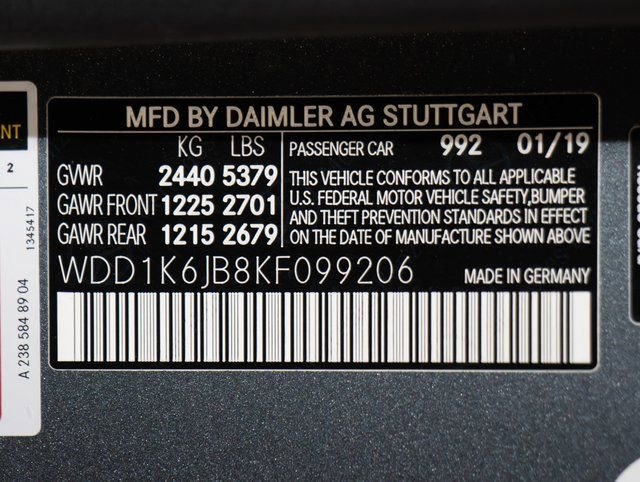 NT
2
1345417
A 238 584 89 04
MFD BY DAIMLER AG STUTTGART
KG LBS
GVWR 2440 5379
GAWR FRONT 1225 2701
GAWR REAR 1215 2679
PASSENGER CAR 992 01/19
THIS VEHICLE CONFORMS TO ALL APPLICABLE
U.S. FEDERAL MOTOR VEHICLE SAFETY,BUMPER
AND THEFT PREVENTION STANDARDS IN EFFECT
ON THE DATE OF MANUFACTURE SHOWN ABOVE
WDD1K6JB8KF099206 MADE IN GERMANY